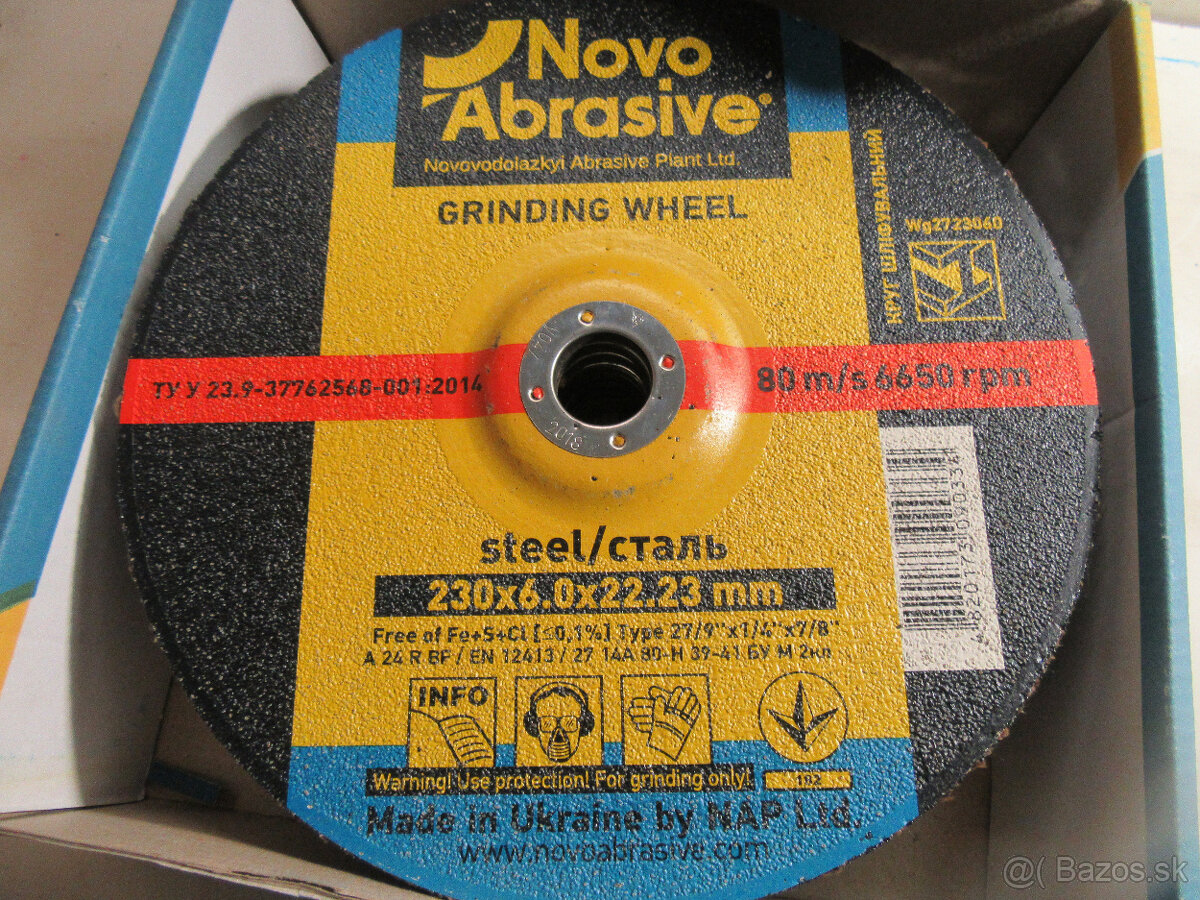 Novo
Abrasive
Novovodolazkyi Abrasive Plant Ltd.
GRINDING WHEEL
КРУГ ШЛІФУВАЛЬНИЙ
Wg2723060
ТУ У 23.9-37762568-001:2014
80 m/s 6650 rpm
2018
steel/сталь
230x6.0x22.23 mm
Free of Fe+S+Cl [≤0,1%] Type 27/9"x1/4"x7/8"
A 24 R BF / EN 12413 / 27 14A 80-H 39-41 БУ М 2кл
INFO
Warning! Use protection! For grinding only!
102
Made in Ukraine by NAP Ltd.
www.novoabrasive.com
@( Bazos.sk